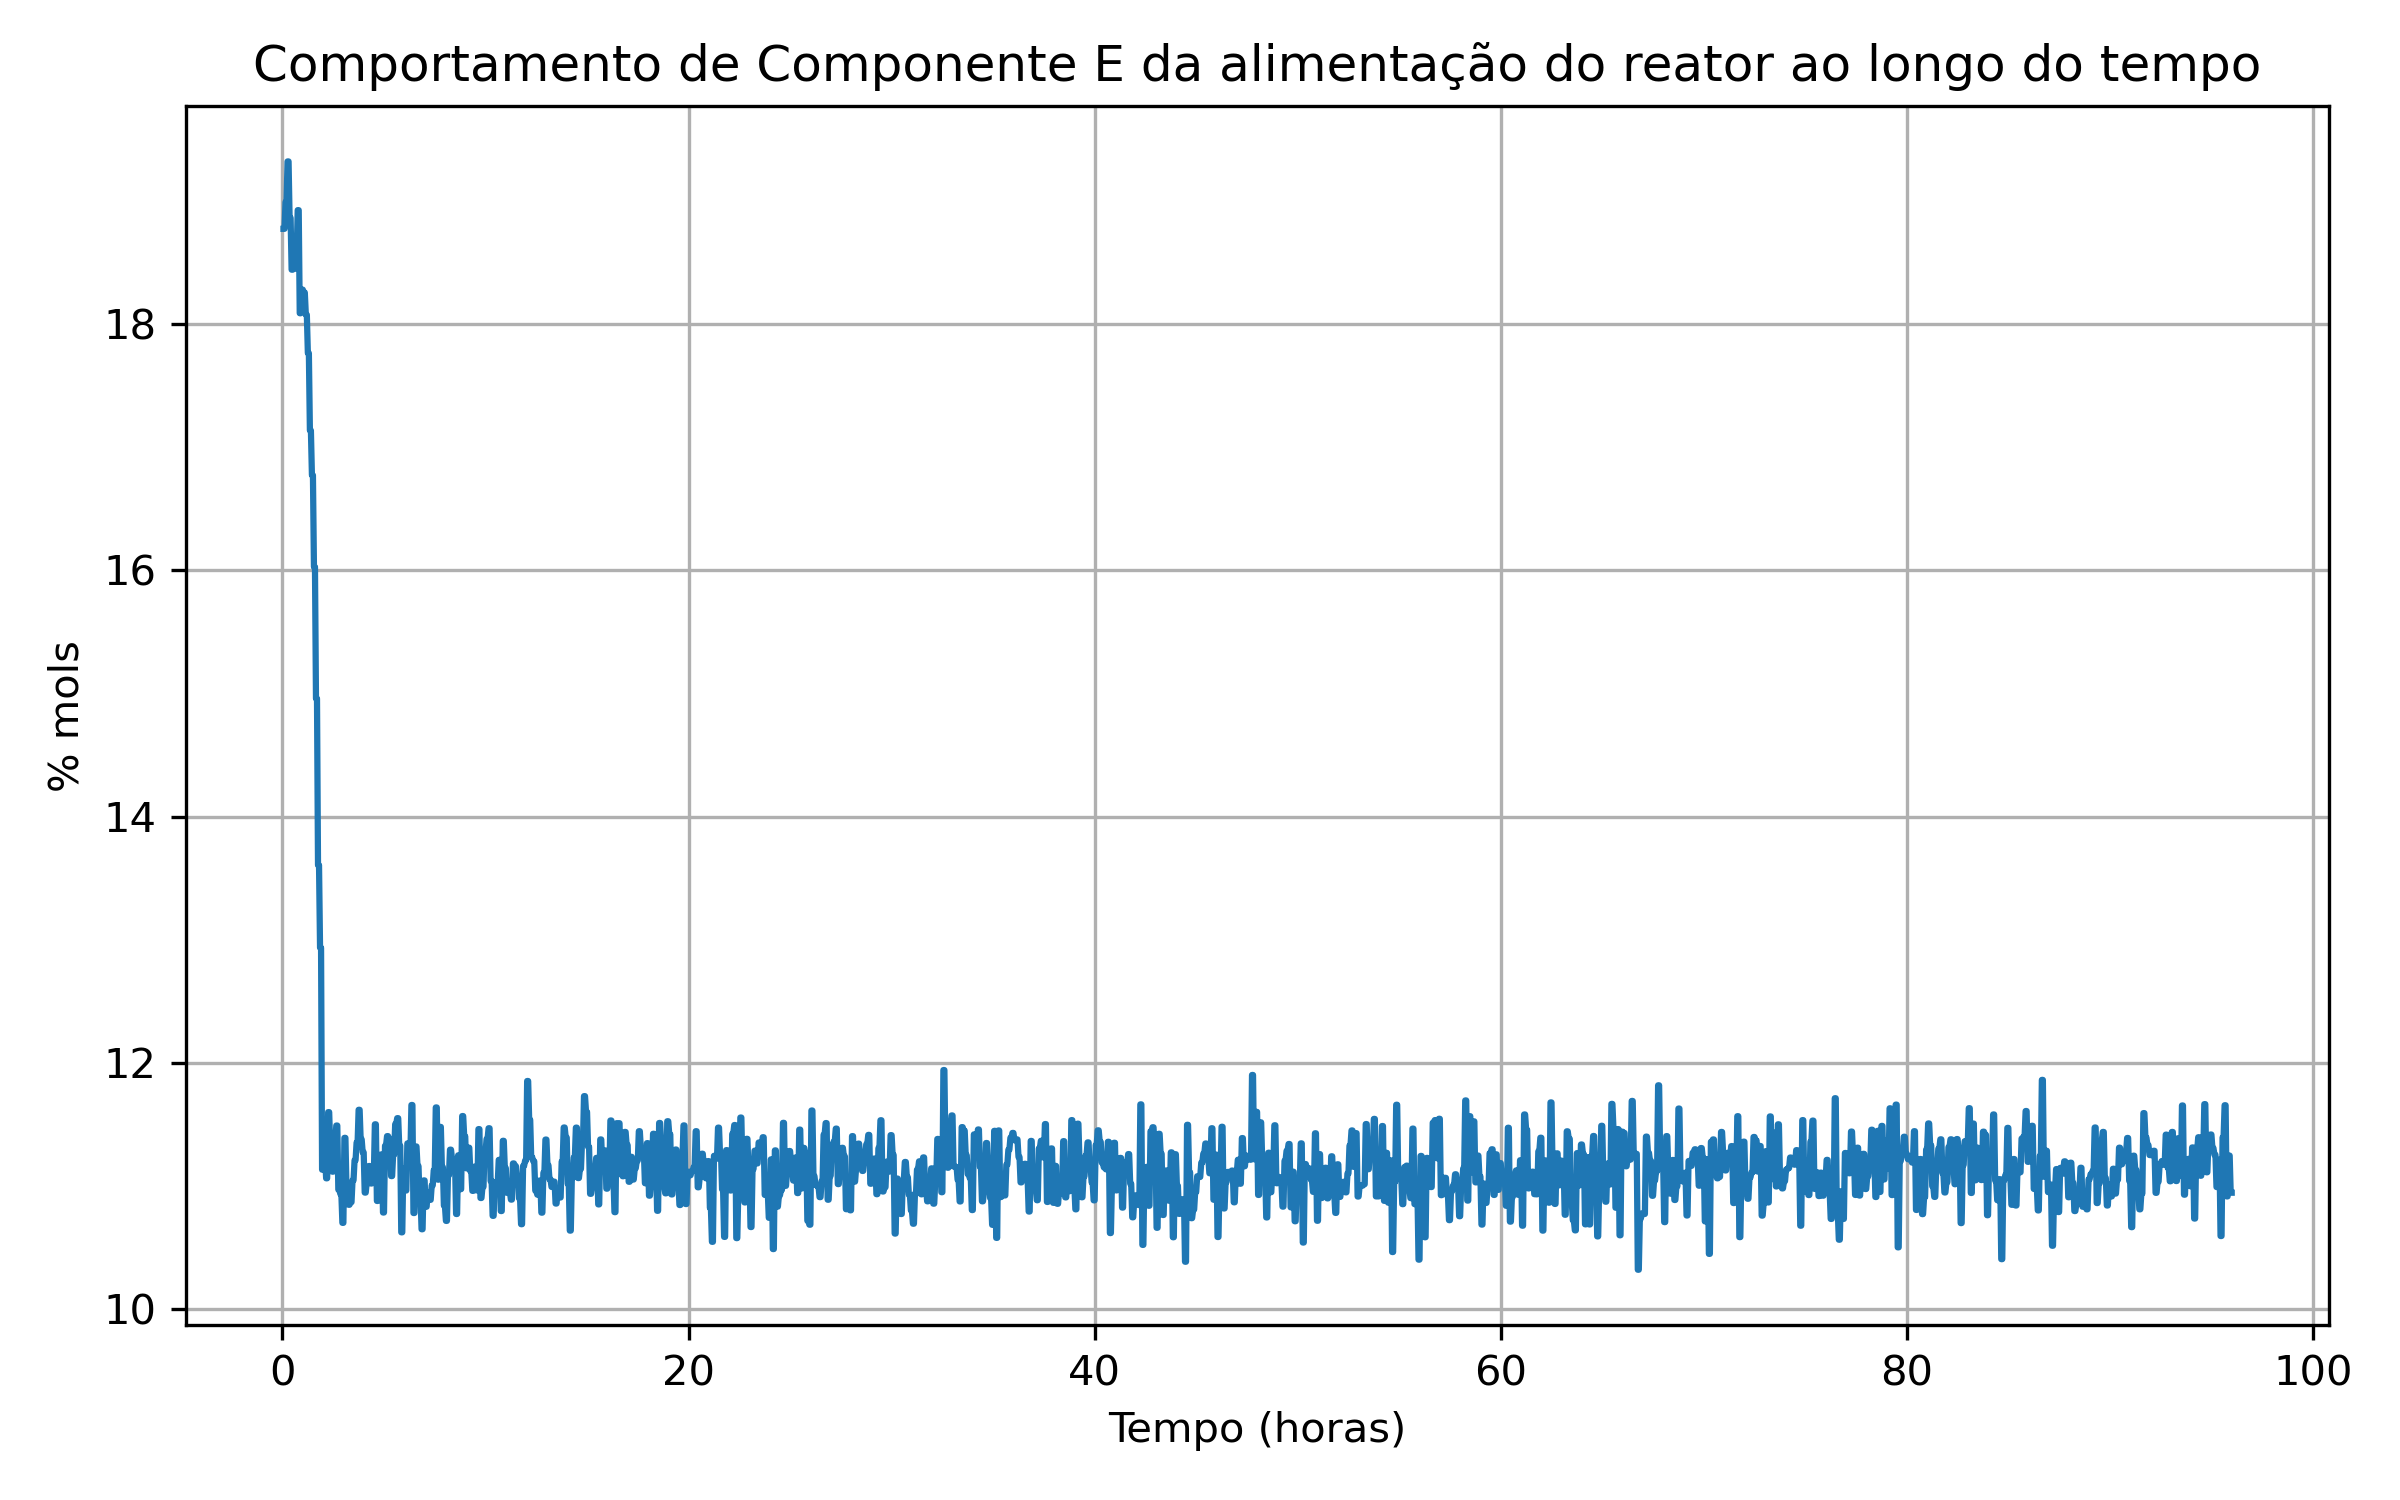 Comportamento de Componente E da alimentação do reator ao longo do tempo
% mols
18
16
14
12
10
0 20 40 60 80 100
Tempo (horas)